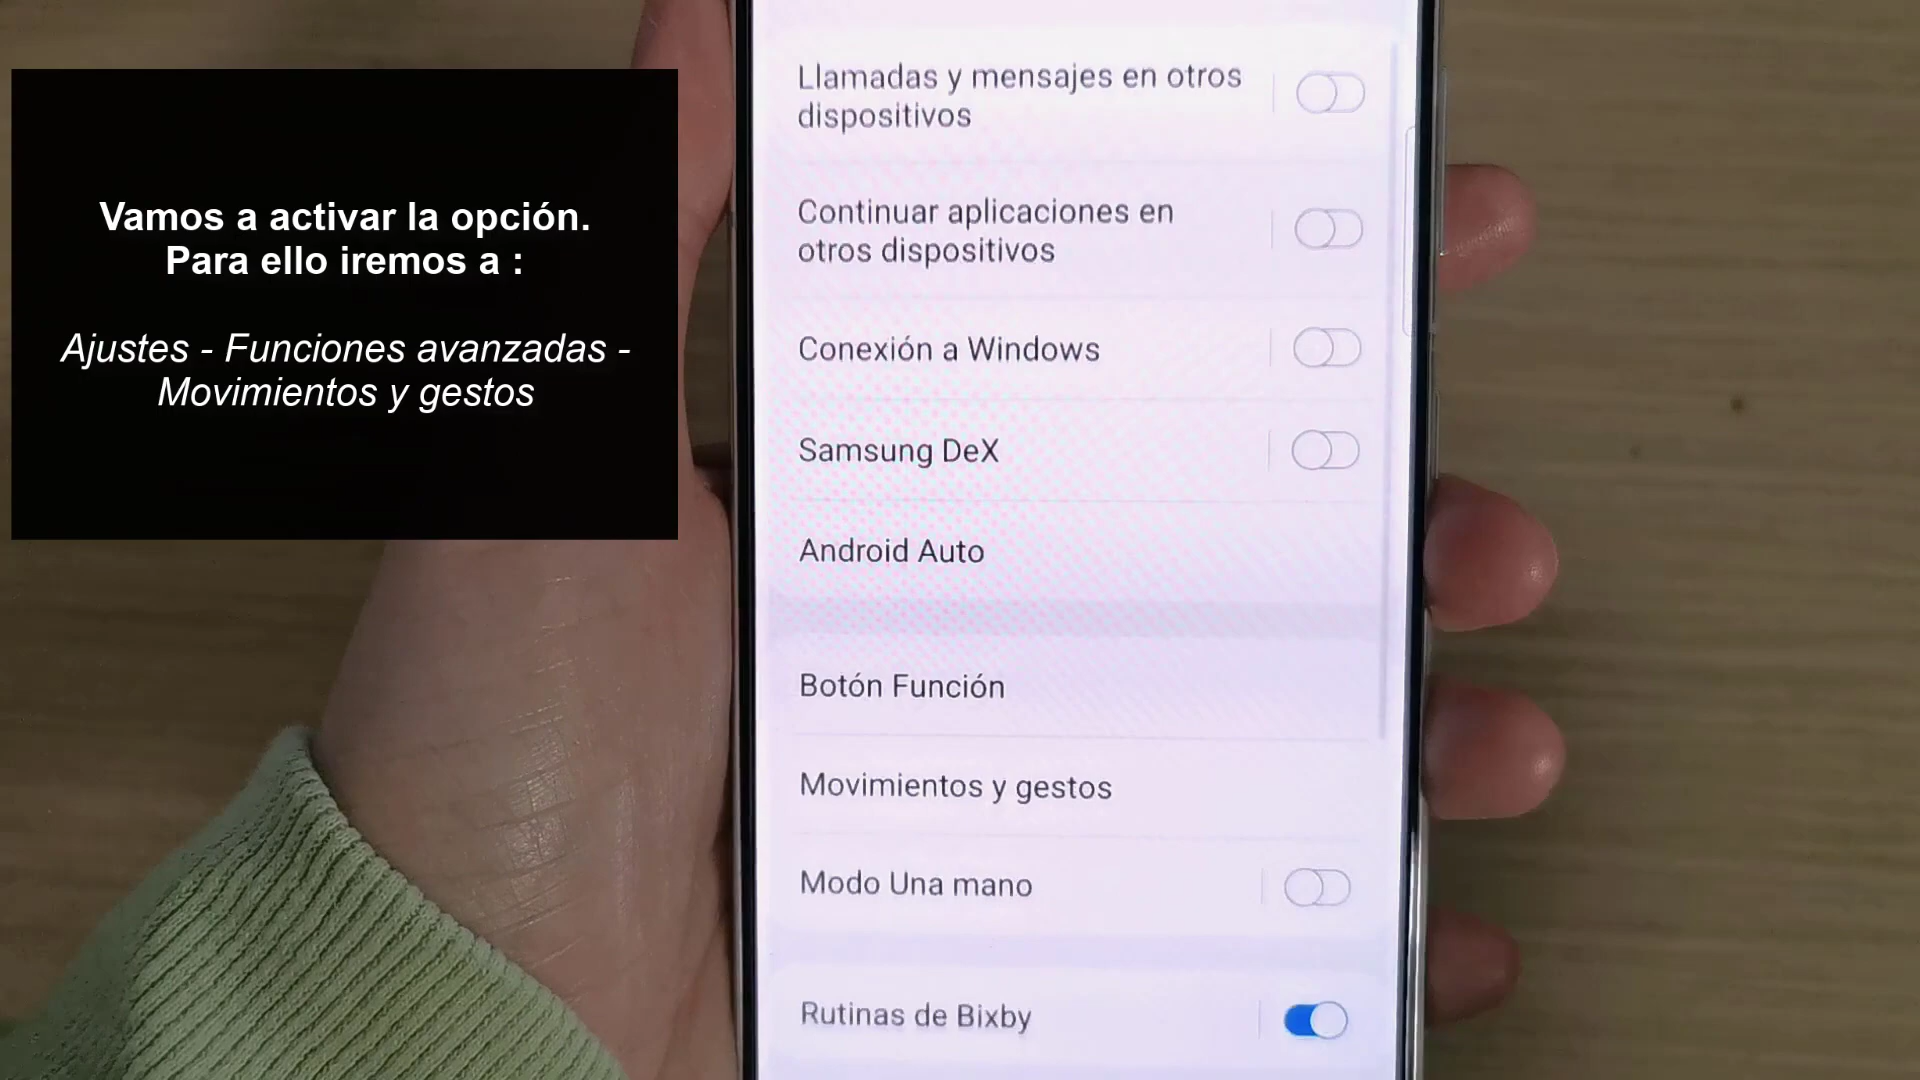 Vamos a activar la opción.
Para ello iremos a :
Ajustes - Funciones avanzadas -
Movimientos y gestos
Llamadas y mensajes en otros
dispositivos
Continuar aplicaciones en
otros dispositivos
Conexión a Windows
Samsung DeX
Android Auto
Botón Función
Movimientos y gestos
Modo Una mano
Rutinas de Bixby